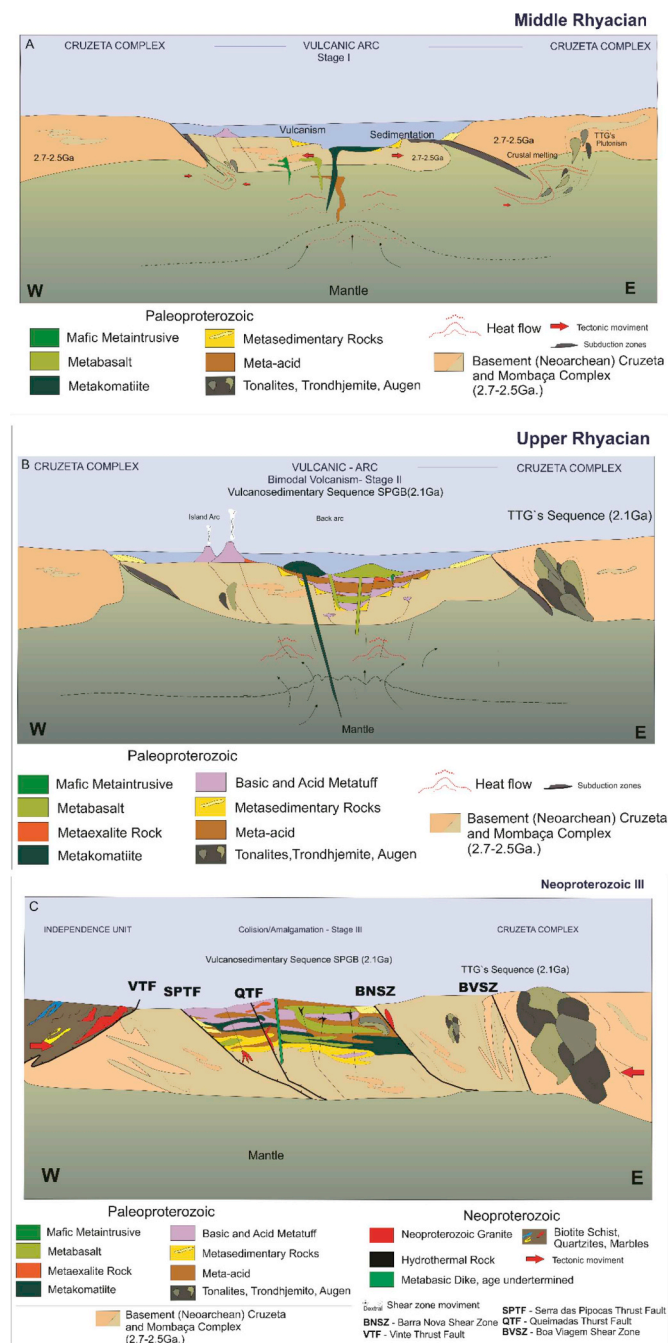 Middle Rhyacian
A
CRUZETA COMPLEX
VULCANIC ARC
CRUZETA COMPLEX
Stage I
Vulcanism
Sedimentation
TTG's
Plutonism
2.7-2.5Ga
2.7-2.5Ga
2.7-2.5Ga
Crustal melting
W
Mantle
E
Paleoproterozoic
Mafic Metaintrusive
Metasedimentary Rocks
Heat flow
Tectonic moviment
Metabasalt
Meta-acid
Subduction zones
Metakomatiite
Tonalites, Trondhjemite, Augen
Basement (Neoarchean) Cruzeta
and Mombaça Complex
(2.7-2.5Ga.)
Upper Rhyacian
B
CRUZETA COMPLEX
VULCANIC - ARC
CRUZETA COMPLEX
Bimodal Volcanism- Stage II
Vulcanosedimentary Sequence SPGB(2.1Ga)
Island Arc
Back arc
TTG`s Sequence (2.1Ga)
W
Mantle
E
Paleoproterozoic
Mafic Metaintrusive
Basic and Acid Metatuff
Heat flow
Subduction zones
Metabasalt
Metasedimentary Rocks
Metaexalite Rock
Meta-acid
Basement (Neoarchean) Cruzeta
and Mombaça Complex
(2.7-2.5Ga.)
Metakomatiite
Tonalites,Trondhjemite, Augen
Neoproterozoic III
C
INDEPENDENCE UNIT
Colision/Amalgamation - Stage III
CRUZETA COMPLEX
Vulcanosedimentary Sequence SPGB (2.1Ga)
TTG`s Sequence (2.1Ga)
VTF
SPTF
QTF
BNSZ
BVSZ
Mantle
W
E
Paleoproterozoic
Neoproterozoic
Mafic Metaintrusive
Basic and Acid Metatuff
Neoproterozoic Granite
Biotite Schist,
Quartzites, Marbles
Metabasalt
Metasedimentary Rocks
Hydrothermal Rock
Tectonic moviment
Metaexalite Rock
Meta-acid
Metabasic Dike, age undertermined
Metakomatiite
Tonalites, Trondhjemito, Augen
Dextral
Shear zone movement
SPTF - Serra das Pipocas Thrust Fault
BNSZ - Barra Nova Shear Zone
QTF - Queimadas Thurst Fault
VTF - Vinte Thrust Fault
BVSZ - Boa Viagem Shear Zone
Basement (Neoarchean) Cruzeta
and Mombaça Complex
(2.7-2.5Ga.)